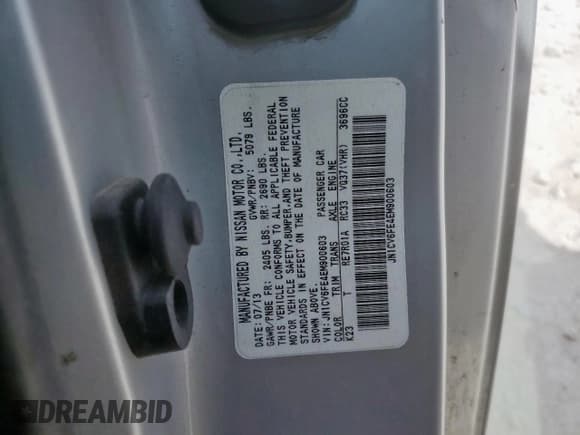 MANUFACTURED BY NISSAN MOTOR CO.,LTD.
DATE: 07/13 GVWR/PNBV: 5079 LBS.
GAWR/PNBE FR: 2405 LBS. RR: 2690 LBS.
THIS VEHICLE CONFORMS TO ALL APPLICABLE FEDERAL
MOTOR VEHICLE SAFETY,BUMPER,AND THEFT PREVENTION
STANDARDS IN EFFECT ON THE DATE OF MANUFACTURE
SHOWN ABOVE.
VIN: JN1CV6FE4EM900603 PASSENGER CAR
COLOR TRIM TRANS AXLE ENGINE
K23 T RE7R01A RC33 VQ37(VHR) 3696CC
JN1CV6FE4EM900603
DREAMBID